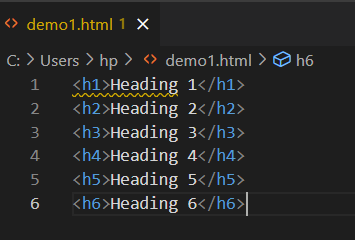 demo1.html 1
C: > Users > hp > demo1.html > h6
1 <h1>Heading 1</h1>
2 <h2>Heading 2</h2>
3 <h3>Heading 3</h3>
4 <h4>Heading 4</h4>
5 <h5>Heading 5</h5>
6 <h6>Heading 6</h6>